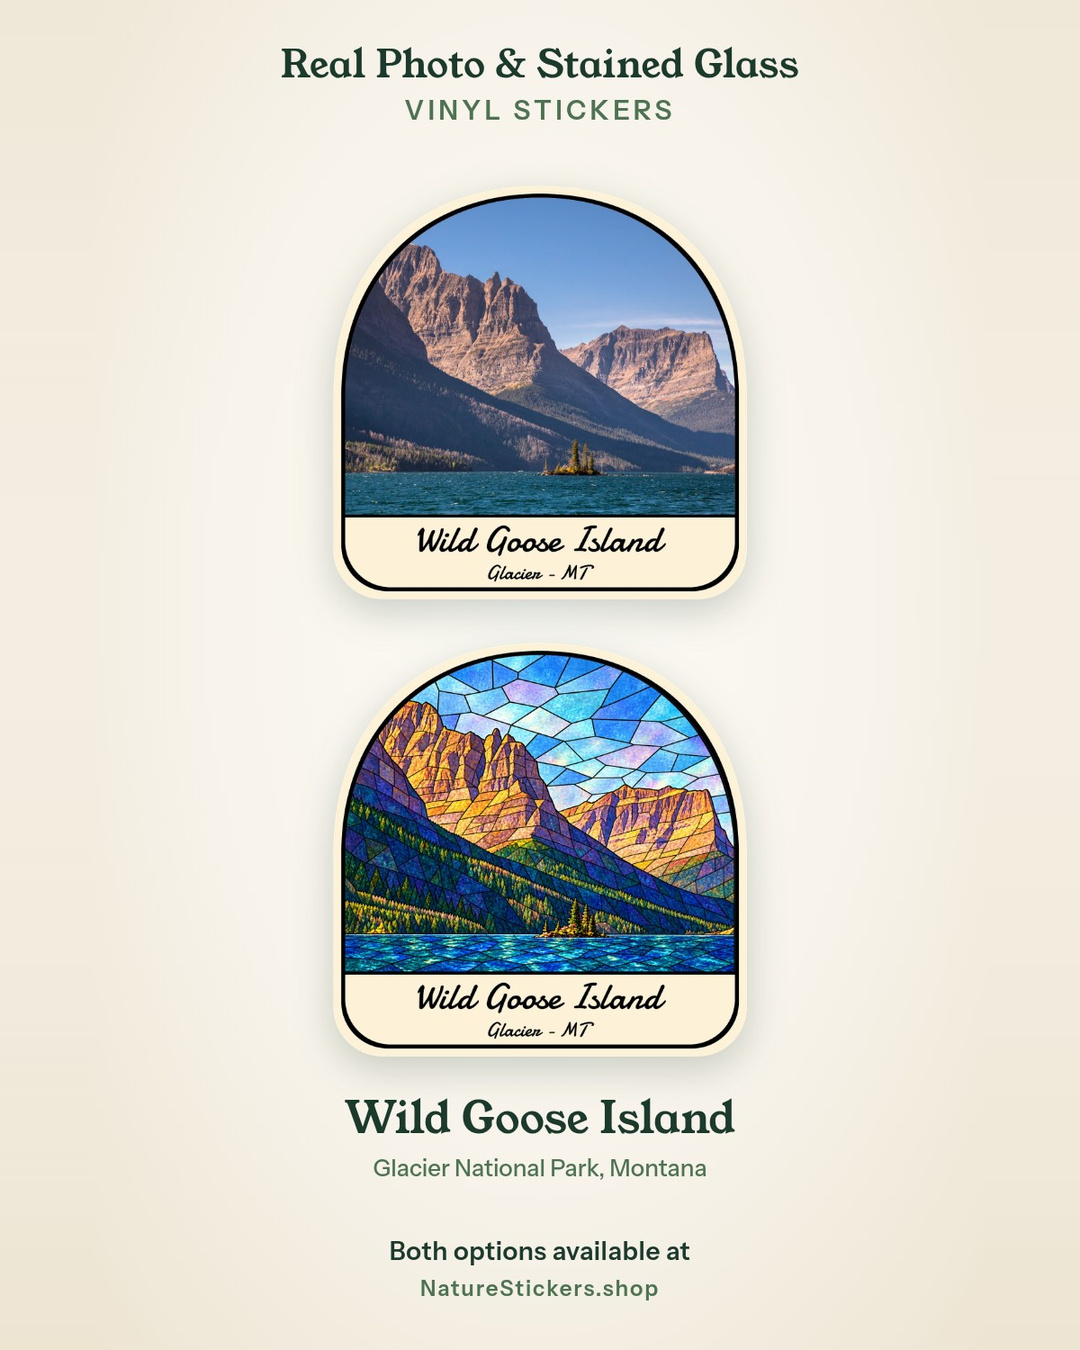 Real Photo & Stained Glass
VINYL STICKERS
Wild Goose Island
Glacier - MT
Wild Goose Island
Glacier - MT
Wild Goose Island
Glacier National Park, Montana
Both options available at
NatureStickers.shop